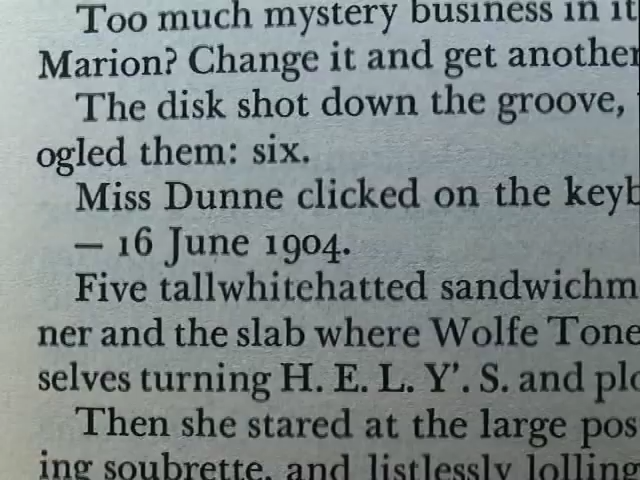 Too much mystery business in it
Marion? Change it and get another
The disk shot down the groove,
ogled them: six.
Miss Dunne clicked on the keyb
— 16 June 1904.
Five tallwhitehatted sandwichm
ner and the slab where Wolfe Tone
selves turning H. E. L. Y'. S. and plo
Then she stared at the large pos
ing soubrette, and listlessly lolling